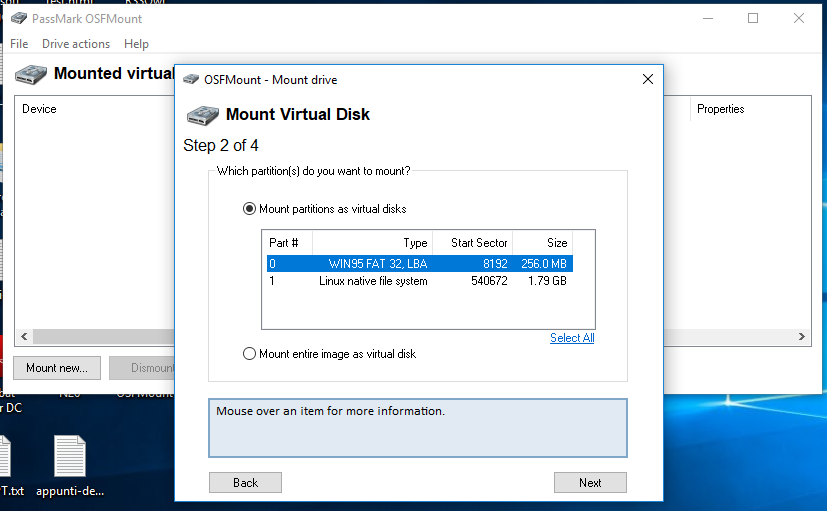 PassMark OSFMount
File Drive actions Help
Mounted virtual
Device
Properties
Mount new...
Dismount
OSFMount - Mount drive
Mount Virtual Disk
Step 2 of 4
Which partition(s) do you want to mount?
Mount partitions as virtual disks
Part # Type Start Sector Size
0 WIN95 FAT 32, LBA 8192 256.0 MB
1 Linux native file system 540672 1.79 GB
Select All
Mount entire image as virtual disk
Mouse over an item for more information.
Back Next
r DC
T.txt
appunti-de...